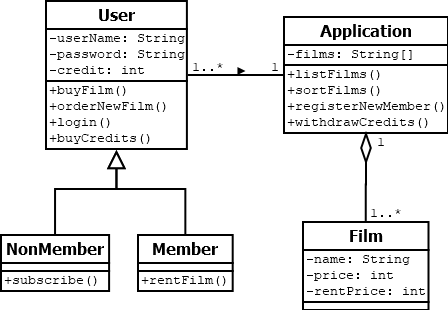 User
-userName: String
-password: String
-credit: int
+buyFilm()
+orderNewFilm()
+login()
+buyCredits()
1..*
1
Application
-films: String[]
+listFilms()
+sortFilms()
+registerNewMember()
+withdrawCredits()
1
1..*
NonMember
+subscribe()
Member
+rentFilm()
Film
-name: String
-price: int
-rentPrice: int